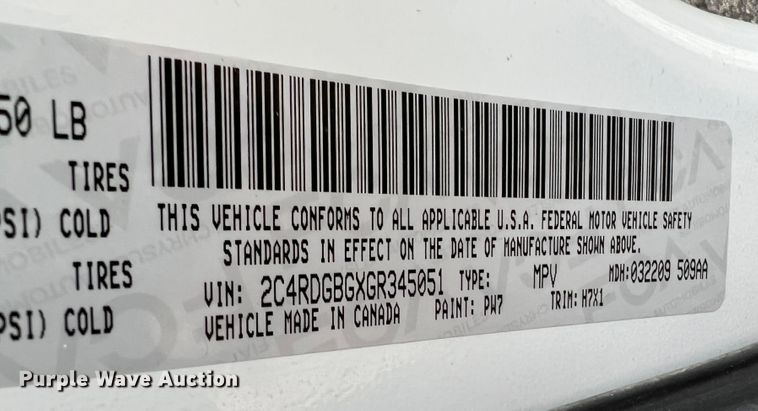 50 LB
TIRES
PSI) COLD
TIRES
PSI) COLD
THIS VEHICLE CONFORMS TO ALL APPLICABLE U.S.A. FEDERAL MOTOR VEHICLE SAFETY
STANDARDS IN EFFECT ON THE DATE OF MANUFACTURE SHOWN ABOVE.
VIN: 2C4RDGBGXGR345051 TYPE: MPV MDH:032209 509AA
VEHICLE MADE IN CANADA PAINT: PW7 TRIM: H7X1
Purple Wave Auction